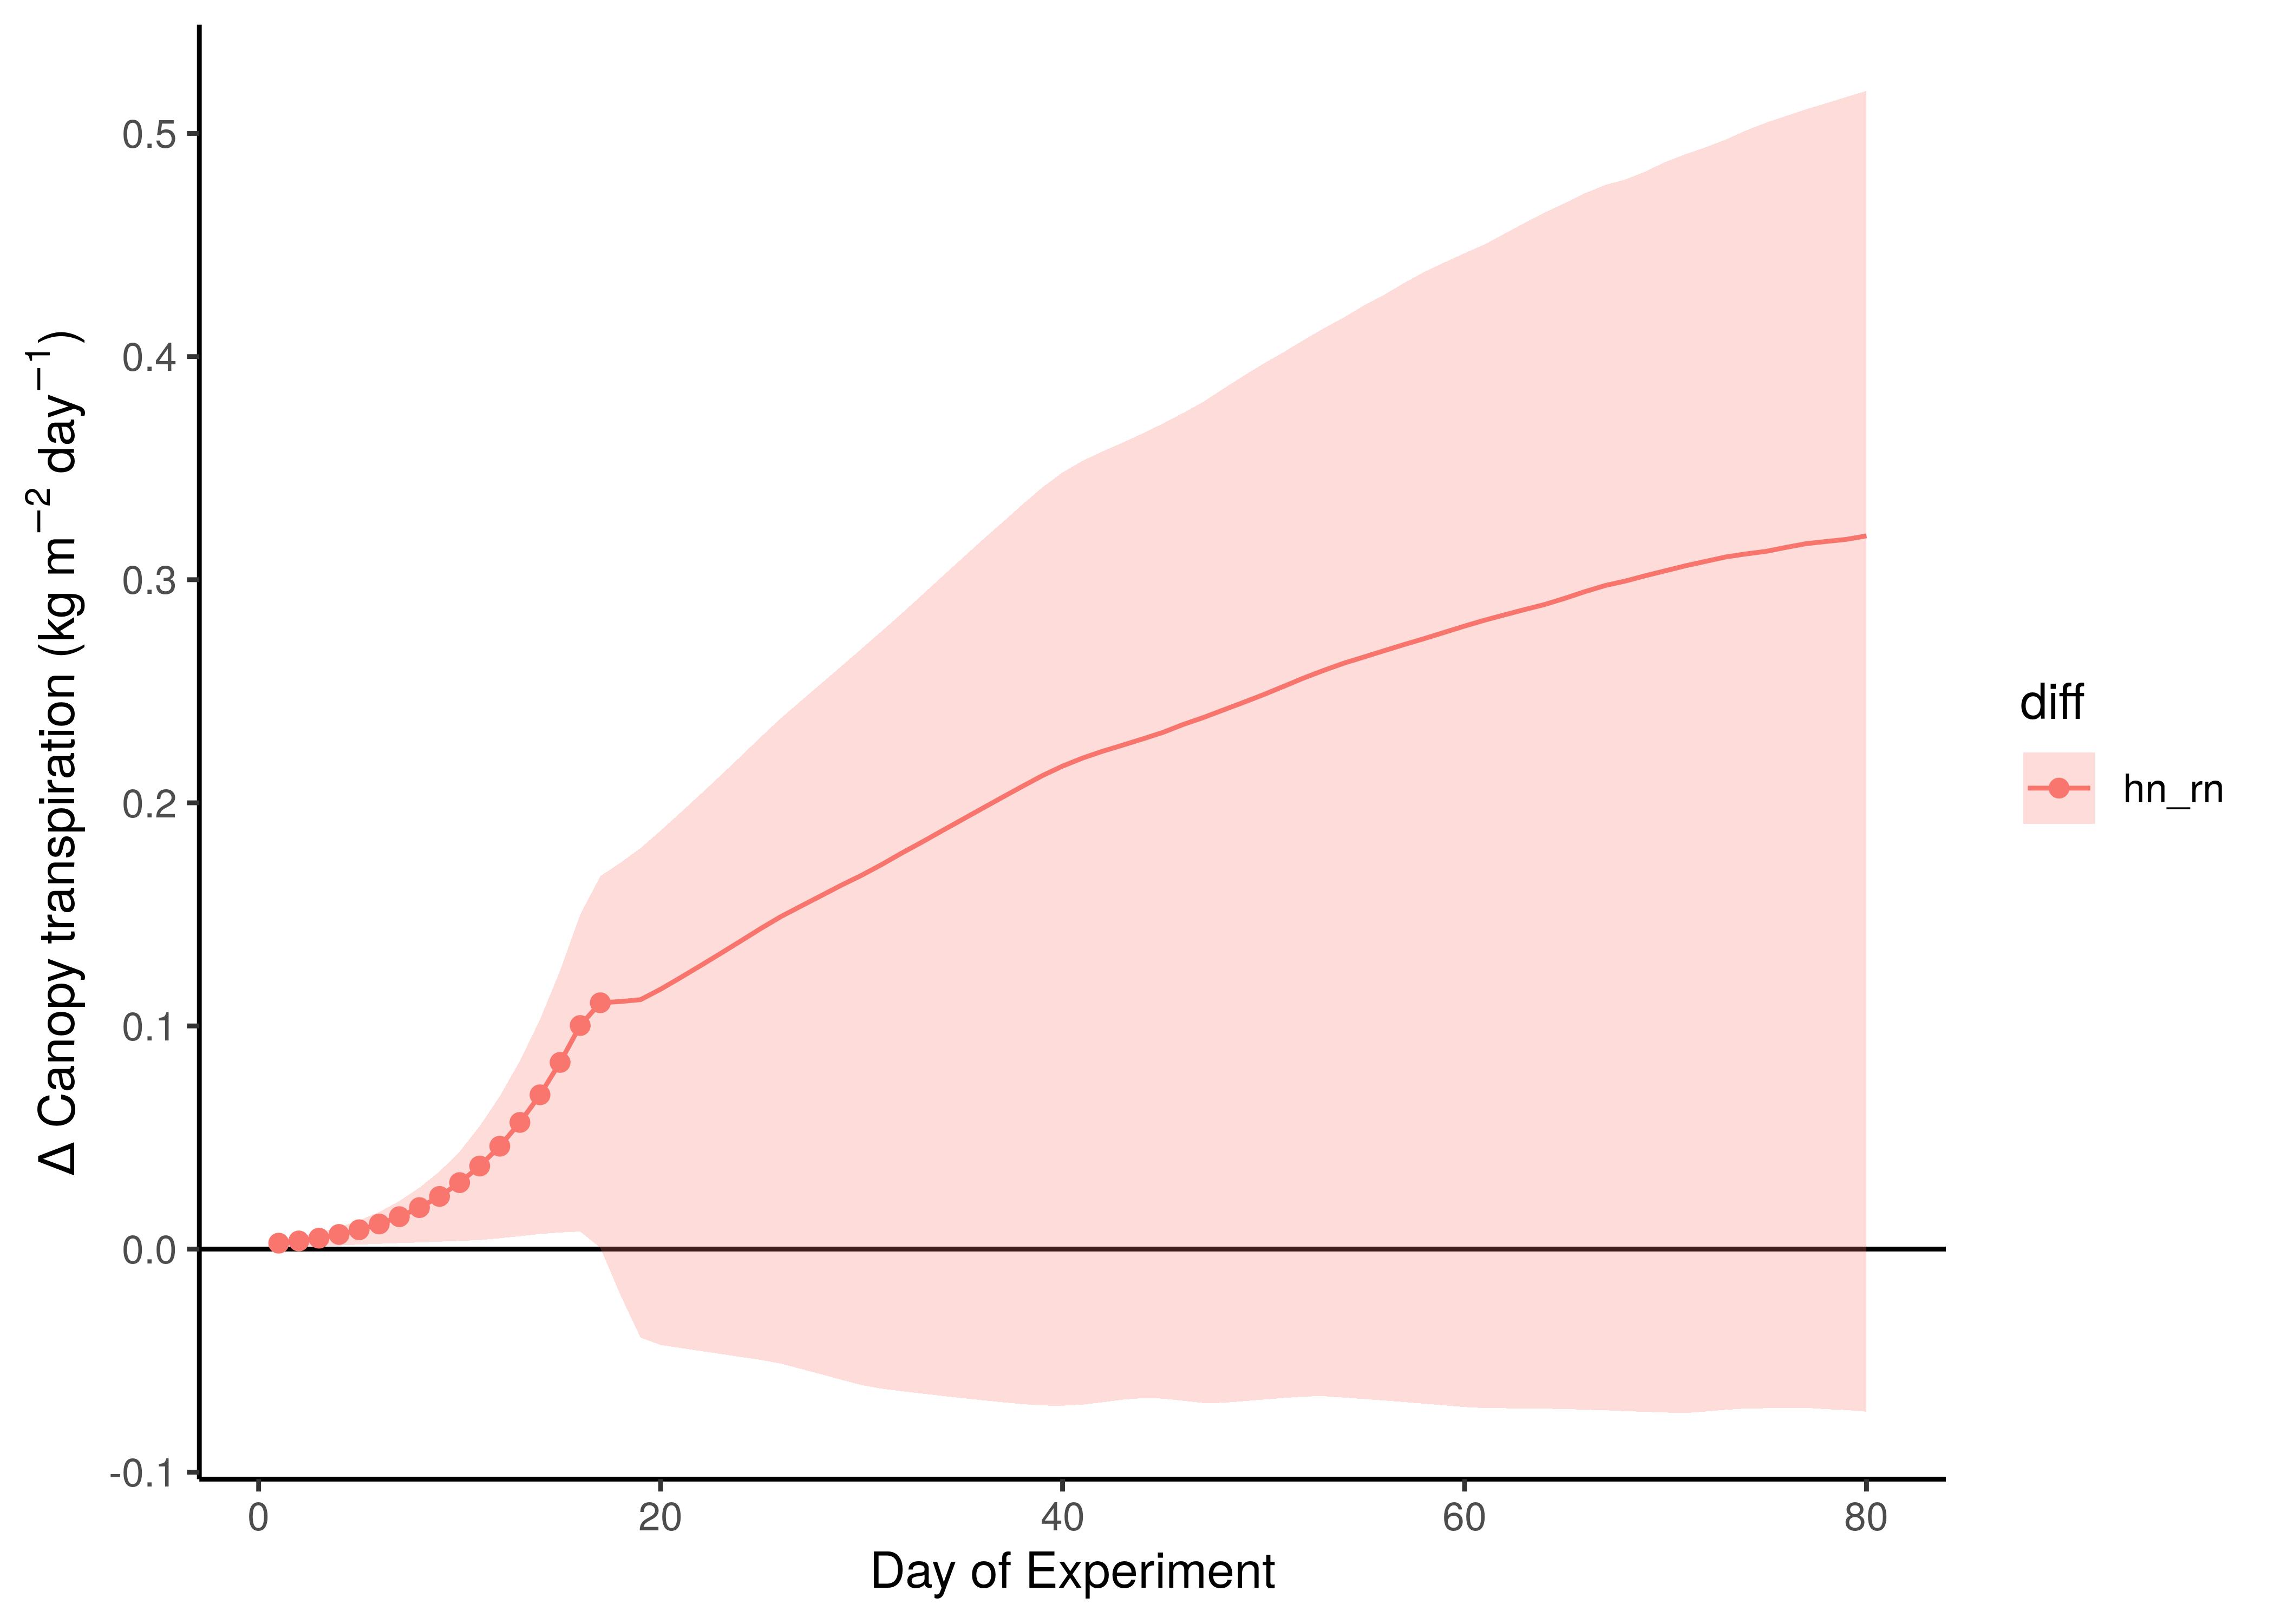 Δ Canopy transpiration (kg m⁻² day⁻¹)
0.5
0.4
0.3
0.2
0.1
0.0
-0.1
0 20 40 60 80
Day of Experiment
diff
hn_rn